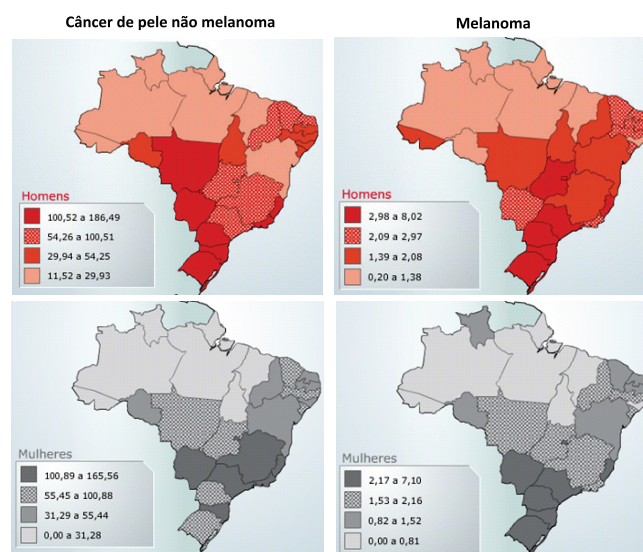 Câncer de pele não melanoma
Melanoma
Homens
100,52 a 186,49
54,26 a 100,51
29,94 a 54,25
11,52 a 29,93
Homens
2,98 a 8,02
2,09 a 2,97
1,39 a 2,08
0,20 a 1,38
Mulheres
100,89 a 165,56
55,45 a 100,88
31,29 a 55,44
0,00 a 31,28
Mulheres
2,17 a 7,10
1,53 a 2,16
0,82 a 1,52
0,00 a 0,81